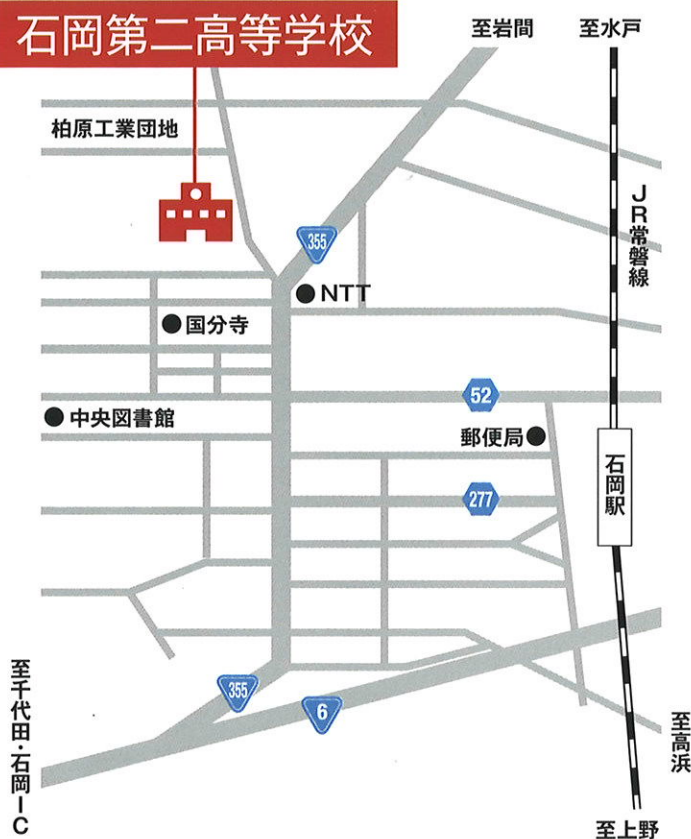 石岡第二高等学校
至岩間
至水戸
柏原工業団地
JR常磐線
355
NTT
国分寺
52
中央図書館
郵便局
石岡駅
277
355
6
至千代田・石岡IC
至高浜
至上野